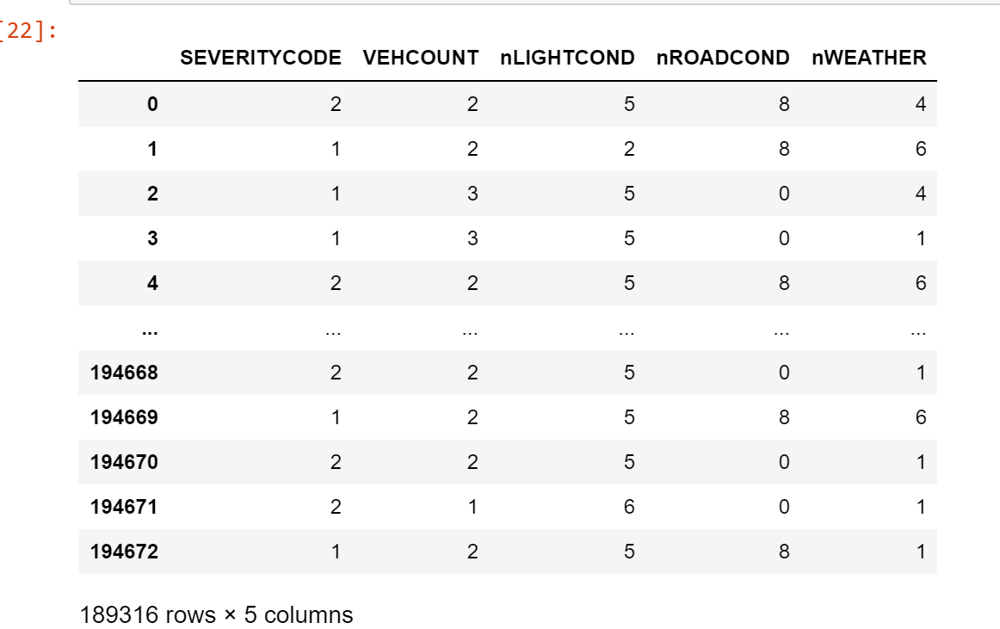 [22]:
SEVERITYCODE VEHCOUNT nLIGHTCOND nROADCOND nWEATHER
0 2 2 5 8 4
1 1 2 2 8 6
2 1 3 5 0 4
3 1 3 5 0 1
4 2 2 5 8 6
... ... ... ... ... ...
194668 2 2 5 0 1
194669 1 2 5 8 6
194670 2 2 5 0 1
194671 2 1 6 0 1
194672 1 2 5 8 1
189316 rows × 5 columns